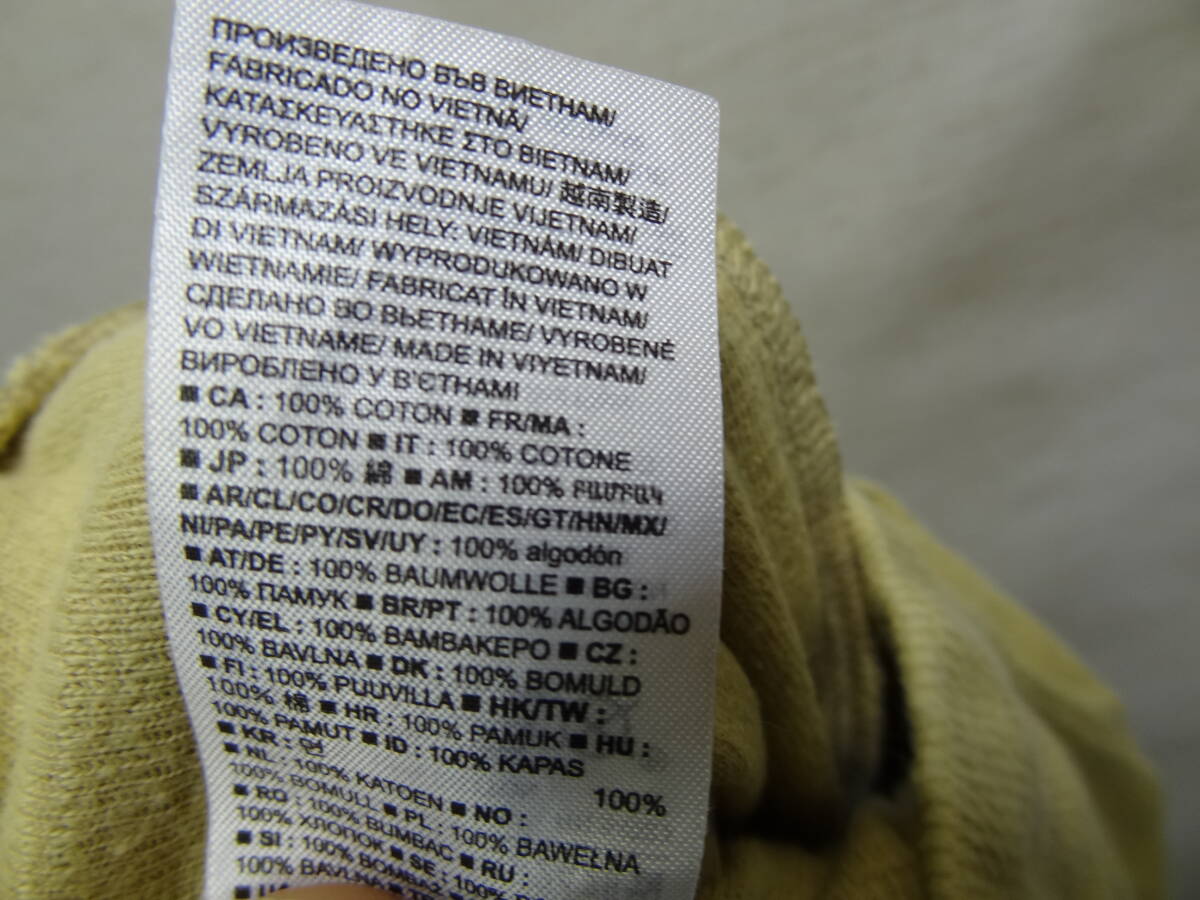 ПРОИЗВЕДЕНО ВЪВ ВИЕТНАМ/
FABRICADO NO VIETNÃ/
ΚΑΤΑΣΚΕΥΑΣΤΗΚΕ ΣΤΟ ΒΙΕΤΝΑΜ/
VYROBENO VE VIETNAMU/ 越南製造/
ZEMLJA PROIZVODNJE VIJETNAM/
SZÁRMAZÁSI HELY: VIETNÁM/ DIBUAT
DI VIETNAM/ WYPRODUKOWANO W
WIETNAMIE/ FABRICAT ÎN VIETNAM/
СДЕЛАНО ВО ВЬЕТНАМЕ/ VYROBENÉ
VO VIETNAME/ MADE IN VIYETNAM/
ВИРОБЛЕНО У В'ЄТНАМІ
■ CA : 100% COTON ■ FR/MA :
100% COTON ■ IT : 100% COTONE
■ JP : 100% 綿 ■ AM : 100% ԲԱՄԲԱԿ
■ AR/CL/CO/CR/DO/EC/ES/GT/HN/MX/
NI/PA/PE/PY/SV/UY : 100% algodón
■ AT/DE : 100% BAUMWOLLE ■ BG :
100% ПАМУК ■ BR/PT : 100% ALGODÃO
■ CY/EL : 100% ΒΑΜΒΑΚΕΡΟ ■ CZ :
100% BAVLNA ■ DK : 100% BOMULD
■ FI : 100% PUUVILLA ■ HK/TW :
100% 綿 ■ HR : 100% PAMUK ■ HU :
100% PAMUT ■ ID : 100% KAPAS
■ KR : 면 100%
■ NL : 100% KATOEN ■ NO :
100% BOMULL ■ PL : 100% BAWEŁNA
■ RO : 100% BUMBAC ■ RU :
100% ХЛОПОК ■ SE :
■ SI : 100%
100% BAVLNA